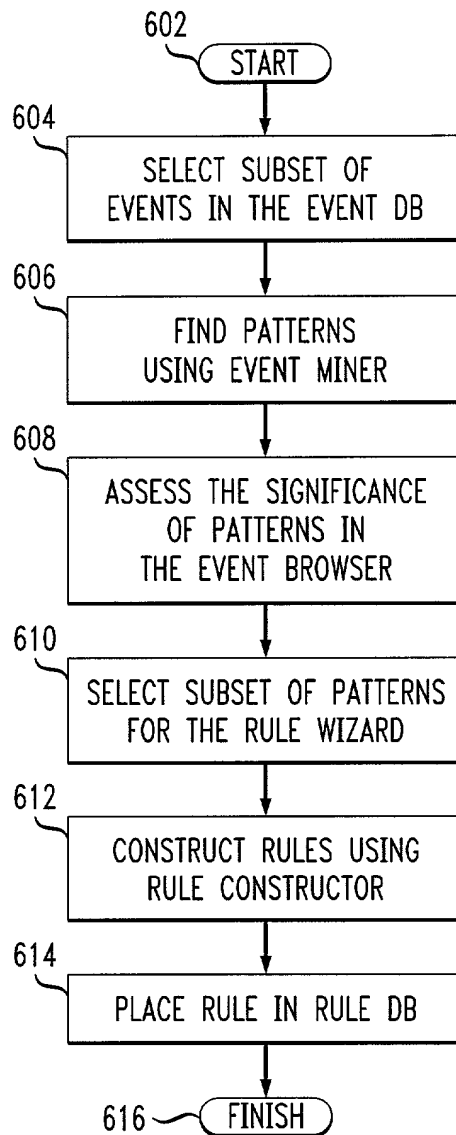 602
START
604
SELECT SUBSET OF
EVENTS IN THE EVENT DB
606
FIND PATTERNS
USING EVENT MINER
608
ASSESS THE SIGNIFICANCE
OF PATTERNS IN
THE EVENT BROWSER
610
SELECT SUBSET OF PATTERNS
FOR THE RULE WIZARD
612
CONSTRUCT RULES USING
RULE CONSTRUCTOR
614
PLACE RULE IN RULE DB
616
FINISH